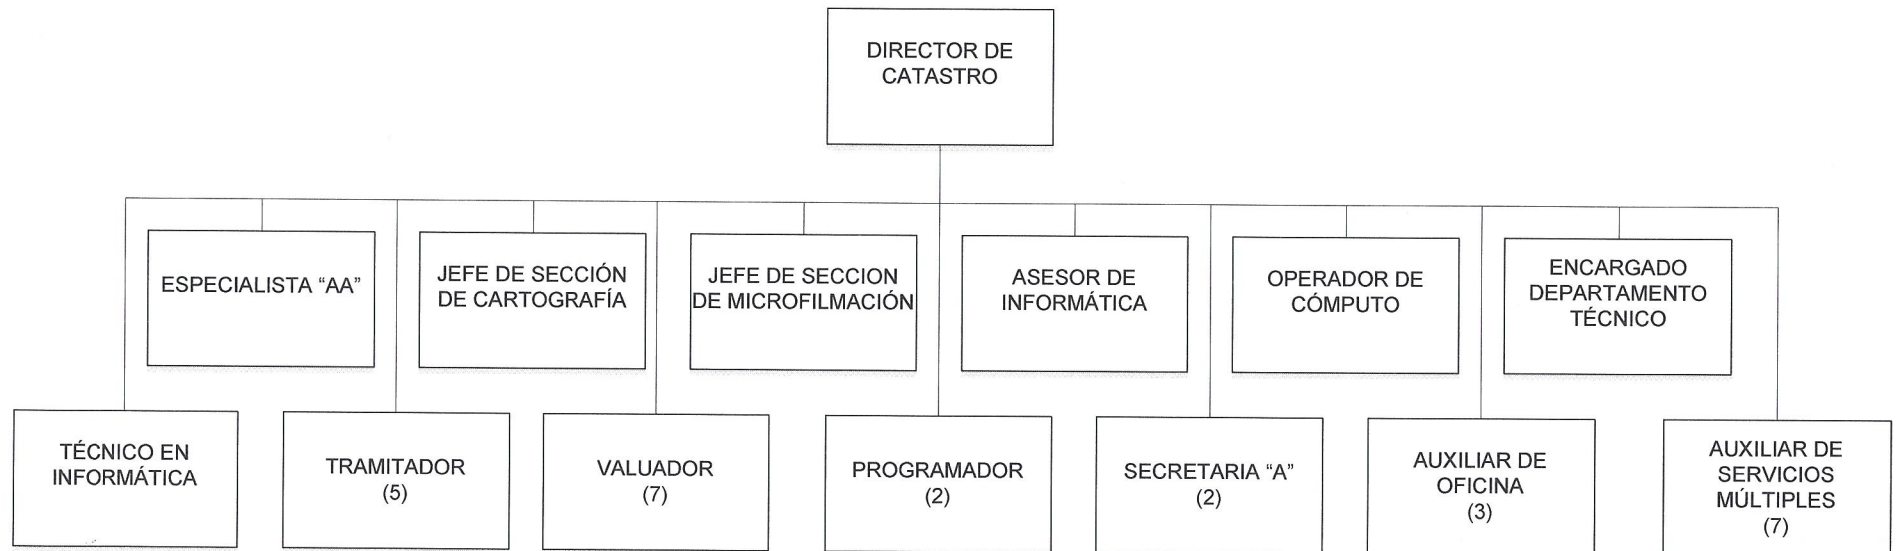 DIRECTOR DE
CATASTRO
ESPECIALISTA “AA”
JEFE DE SECCIÓN
DE CARTOGRAFÍA
JEFE DE SECCION
DE MICROFILMACIÓN
ASESOR DE
INFORMÁTICA
OPERADOR DE
CÓMPUTO
ENCARGADO
DEPARTAMENTO
TÉCNICO
TÉCNICO EN
INFORMÁTICA
TRAMITADOR
(5)
VALUADOR
(7)
PROGRAMADOR
(2)
SECRETARIA “A”
(2)
AUXILIAR DE
OFICINA
(3)
AUXILIAR DE
SERVICIOS
MÚLTIPLES
(7)